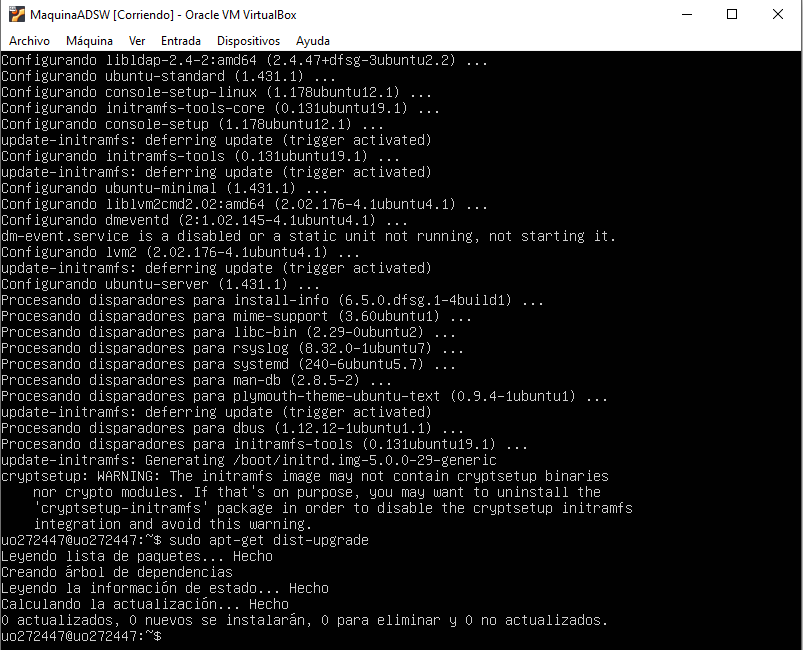 MaquinaADSW [Corriendo] - Oracle VM VirtualBox
Archivo Máquina Ver Entrada Dispositivos Ayuda
Configurando libldap-2.4-2:amd64 (2.4.47+dfsg-3ubuntu2.2) ...
Configurando ubuntu-standard (1.431.1) ...
Configurando console-setup-linux (1.178ubuntu12.1) ...
Configurando initramfs-tools-core (0.131ubuntu19.1) ...
Configurando console-setup (1.178ubuntu12.1) ...
update-initramfs: deferring update (trigger activated)
Configurando initramfs-tools (0.131ubuntu19.1) ...
update-initramfs: deferring update (trigger activated)
Configurando ubuntu-minimal (1.431.1) ...
Configurando liblvm2cmd2.02:amd64 (2.02.176-4.1ubuntu4.1) ...
Configurando dmeventd (2:1.02.145-4.1ubuntu4.1) ...
dm-event.service is a disabled or a static unit not running, not starting it.
Configurando lvm2 (2.02.176-4.1ubuntu4.1) ...
update-initramfs: deferring update (trigger activated)
Configurando ubuntu-server (1.431.1) ...
Procesando disparadores para install-info (6.5.0.dfsg.1-4build1) ...
Procesando disparadores para mime-support (3.60ubuntu1) ...
Procesando disparadores para libc-bin (2.29-0ubuntu2) ...
Procesando disparadores para rsyslog (8.32.0-1ubuntu7) ...
Procesando disparadores para systemd (240-6ubuntu5.7) ...
Procesando disparadores para man-db (2.8.5-2) ...
Procesando disparadores para plymouth-theme-ubuntu-text (0.9.4-1ubuntu1) ...
update-initramfs: deferring update (trigger activated)
Procesando disparadores para dbus (1.12.12-1ubuntu1.1) ...
Procesando disparadores para initramfs-tools (0.131ubuntu19.1) ...
update-initramfs: Generating /boot/initrd.img-5.0.0-29-generic
cryptsetup: WARNING: The initramfs image may not contain cryptsetup binaries
nor crypto modules. If that's on purpose, you may want to uninstall the
'cryptsetup-initramfs' package in order to disable the cryptsetup initramfs
integration and avoid this warning.
uo272447@uo272447:~$ sudo apt-get dist-upgrade
Leyendo lista de paquetes... Hecho
Creando árbol de dependencias
Leyendo la información de estado... Hecho
Calculando la actualización... Hecho
0 actualizados, 0 nuevos se instalarán, 0 para eliminar y 0 no actualizados.
uo272447@uo272447:~$